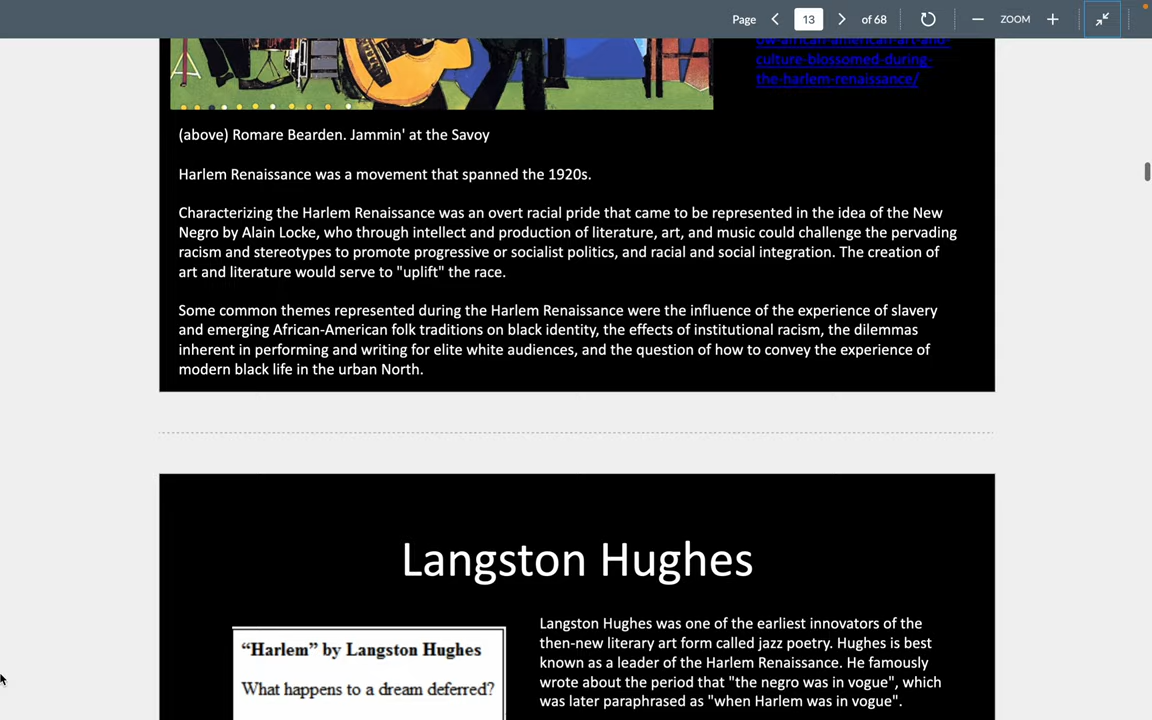 Page 13 of 68 ZOOM
ow-african-american-art-and-
culture-blossomed-during-
the-harlem-renaissance/
(above) Romare Bearden. Jammin' at the Savoy
Harlem Renaissance was a movement that spanned the 1920s.
Characterizing the Harlem Renaissance was an overt racial pride that came to be represented in the idea of the New
Negro by Alain Locke, who through intellect and production of literature, art, and music could challenge the pervading
racism and stereotypes to promote progressive or socialist politics, and racial and social integration. The creation of
art and literature would serve to "uplift" the race.
Some common themes represented during the Harlem Renaissance were the influence of the experience of slavery
and emerging African-American folk traditions on black identity, the effects of institutional racism, the dilemmas
inherent in performing and writing for elite white audiences, and the question of how to convey the experience of
modern black life in the urban North.
Langston Hughes
“Harlem” by Langston Hughes
What happens to a dream deferred?
Langston Hughes was one of the earliest innovators of the
then-new literary art form called jazz poetry. Hughes is best
known as a leader of the Harlem Renaissance. He famously
wrote about the period that "the negro was in vogue", which
was later paraphrased as "when Harlem was in vogue".